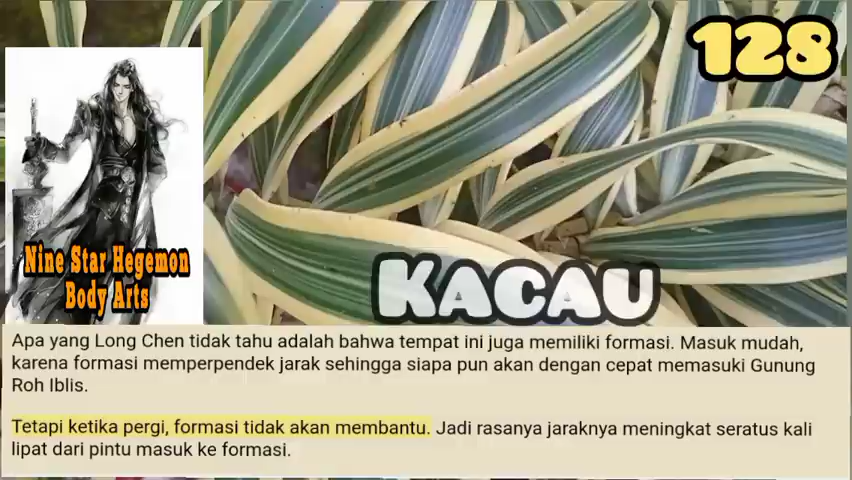 128
Nine Star Hegemon
Body Arts
KACAU
Apa yang Long Chen tidak tahu adalah bahwa tempat ini juga memiliki formasi. Masuk mudah,
karena formasi memperpendek jarak sehingga siapa pun akan dengan cepat memasuki Gunung
Roh Iblis.
Tetapi ketika pergi, formasi tidak akan membantu. Jadi rasanya jaraknya meningkat seratus kali
lipat dari pintu masuk ke formasi.